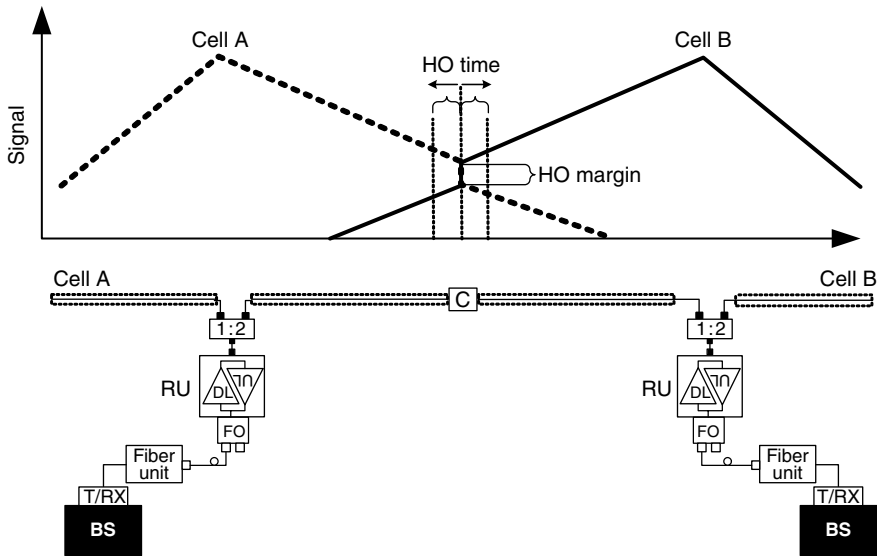 Cell A
Cell B
HO time
Signal
HO margin
Cell A
Cell B
C
1:2
1:2
RU
DL
UL
RU
DL
UL
FO
FO
Fiber
unit
Fiber
unit
T/RX
T/RX
BS
BS